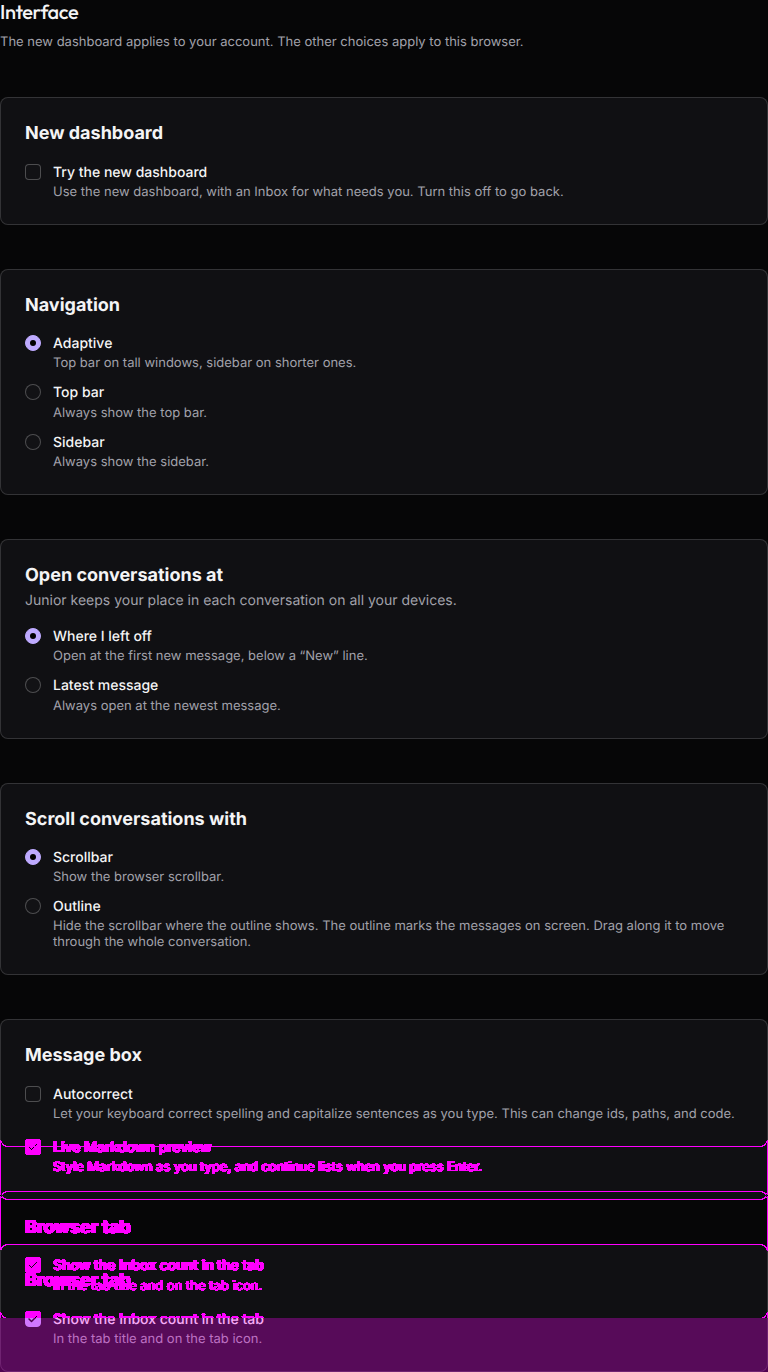 Interface
The new dashboard applies to your account. The other choices apply to this browser.
New dashboard
Try the new dashboard
Use the new dashboard, with an Inbox for what needs you. Turn this off to go back.
Navigation
Adaptive
Top bar on tall windows, sidebar on shorter ones.
Top bar
Always show the top bar.
Sidebar
Always show the sidebar.
Open conversations at
Junior keeps your place in each conversation on all your devices.
Where I left off
Open at the first new message, below a “New” line.
Latest message
Always open at the newest message.
Scroll conversations with
Scrollbar
Show the browser scrollbar.
Outline
Hide the scrollbar where the outline shows. The outline marks the messages on screen. Drag along it to move
through the whole conversation.
Message box
Autocorrect
Let your keyboard correct spelling and capitalize sentences as you type. This can change ids, paths, and code.
Live Markdown preview
Style Markdown as you type, and continue lists when you press Enter.
Browser tab
Show the Inbox count in the tab
Browser tab
In the tab title and on the tab icon.
Show the Inbox count in the tab
In the tab title and on the tab icon.